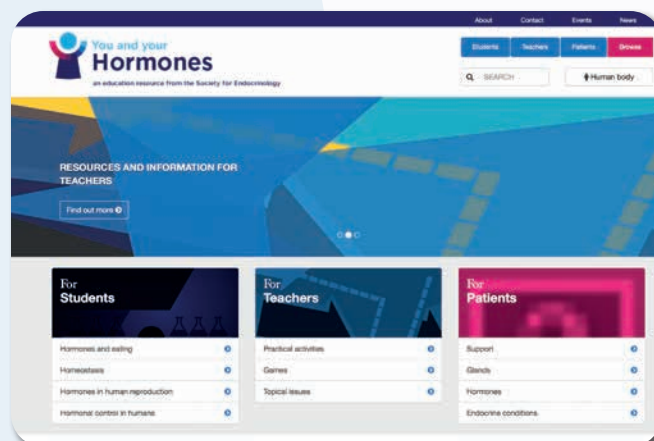 About Contact Events News
You and your
Hormones
an education resource from the Society for Endocrinology
Students Teachers Patients Browse
SEARCH Human body
RESOURCES AND INFORMATION FOR
TEACHERS
Find out more
For
Students
Hormones and eating
Homeostasis
Hormones in human reproduction
Hormonal control in humans
For
Teachers
Practical activities
Games
Topical issues
For
Patients
Support
Glands
Hormones
Endocrine conditions